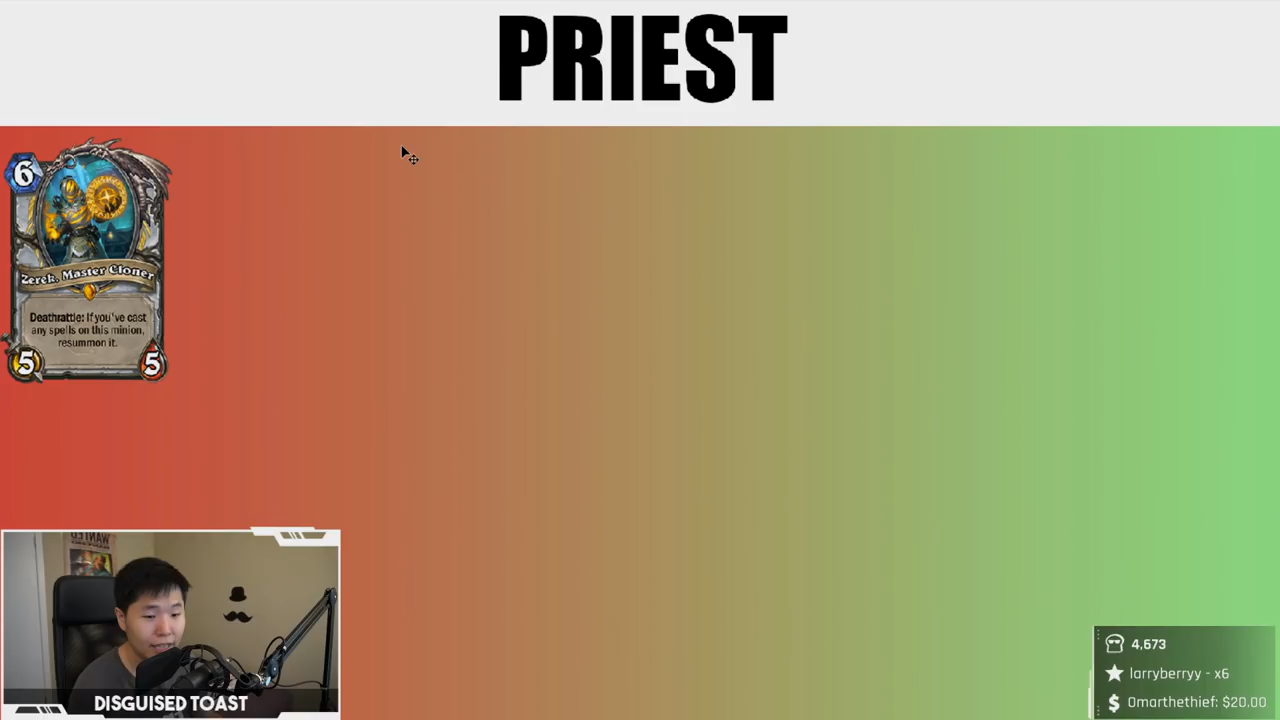 PRIEST
6
Zerek, Master Cloner
Deathrattle: If you've cast
any spells on this minion,
resummon it.
5
5
WANTED
DISGUISED TOAST
4,673
larryberryy - x6
Omarthethief: $20.00